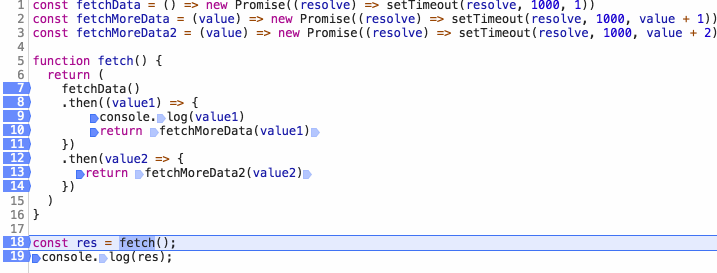 1 const fetchData = () => new Promise((resolve) => setTimeout(resolve, 1000, 1))
2 const fetchMoreData = (value) => new Promise((resolve) => setTimeout(resolve, 1000, value + 1))
3 const fetchMoreData2 = (value) => new Promise((resolve) => setTimeout(resolve, 1000, value + 2)
4
5 function fetch() {
6 return (
7 fetchData()
8 .then((value1) => {
9 console.log(value1)
10 return fetchMoreData(value1)
11 })
12 .then(value2 => {
13 return fetchMoreData2(value2)
14 })
15 )
16 }
17
18 const res = fetch();
19 console.log(res);